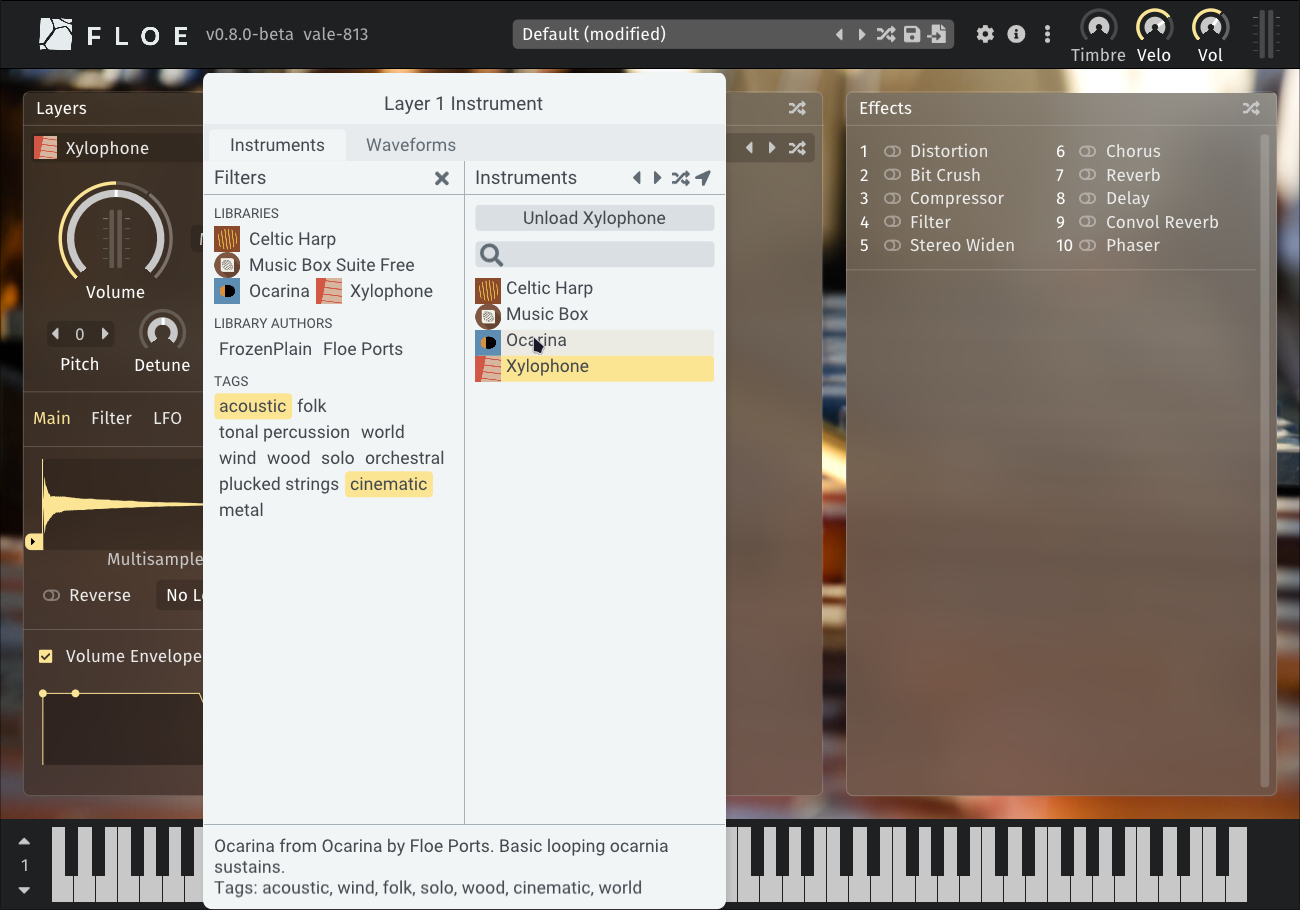 FLOE v0.8.0-beta vale-813
Default (modified)
Timbre Velo Vol
Layers
Xylophone
Volume
0
Pitch Detune
Main Filter LFO
Multisample
Reverse No L
Volume Envelope
Layer 1 Instrument
Instruments Waveforms
Filters
LIBRARIES
Celtic Harp
Music Box Suite Free
Ocarina Xylophone
LIBRARY AUTHORS
FrozenPlain Floe Ports
TAGS
acoustic folk
tonal percussion world
wind wood solo orchestral
plucked strings cinematic
metal
Instruments
Unload Xylophone
Celtic Harp
Music Box
Ocarina
Xylophone
Ocarina from Ocarina by Floe Ports. Basic looping ocarnia
sustains.
Tags: acoustic, wind, folk, solo, wood, cinematic, world
Effects
1 Distortion 6 Chorus
2 Bit Crush 7 Reverb
3 Compressor 8 Delay
4 Filter 9 Convol Reverb
5 Stereo Widen 10 Phaser
1